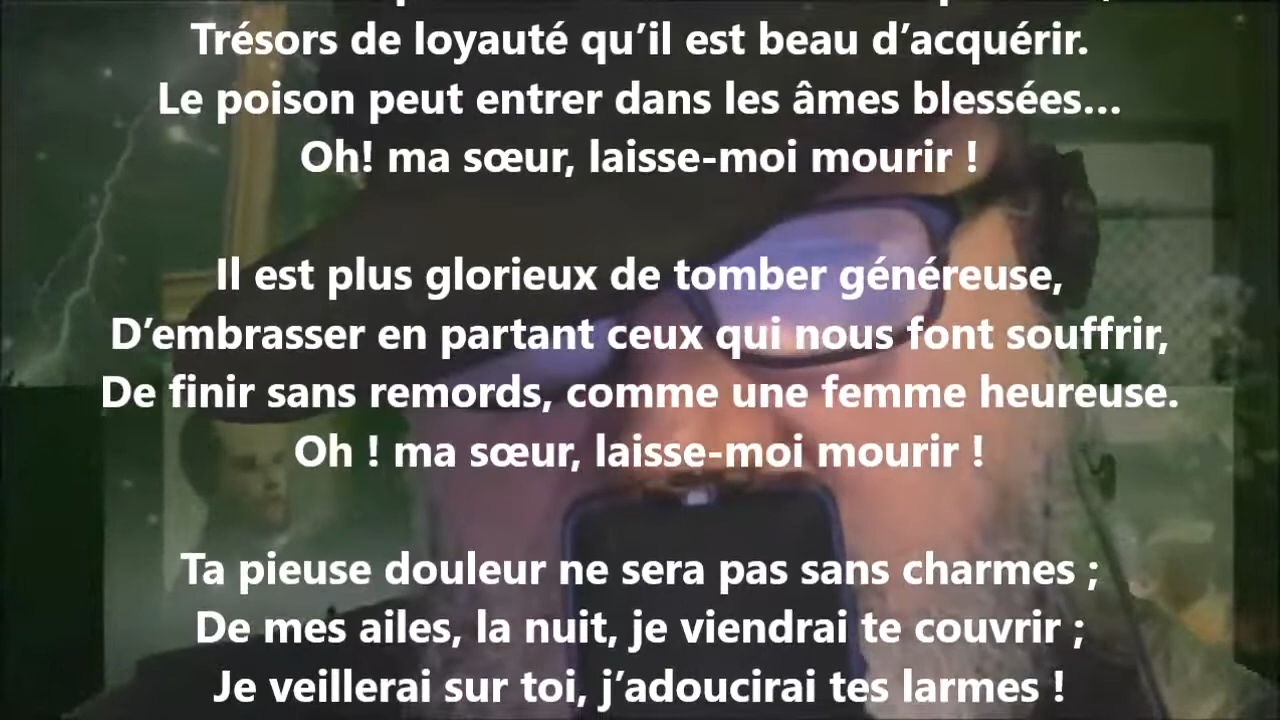 Trésors de loyauté qu’il est beau d’acquérir.
Le poison peut entrer dans les âmes blessées...
Oh! ma sœur, laisse-moi mourir !
Il est plus glorieux de tomber généreuse,
D’embrasser en partant ceux qui nous font souffrir,
De finir sans remords, comme une femme heureuse.
Oh ! ma sœur, laisse-moi mourir !
Ta pieuse douleur ne sera pas sans charmes ;
De mes ailes, la nuit, je viendrai te couvrir ;
Je veillerai sur toi, j’adoucirai tes larmes !